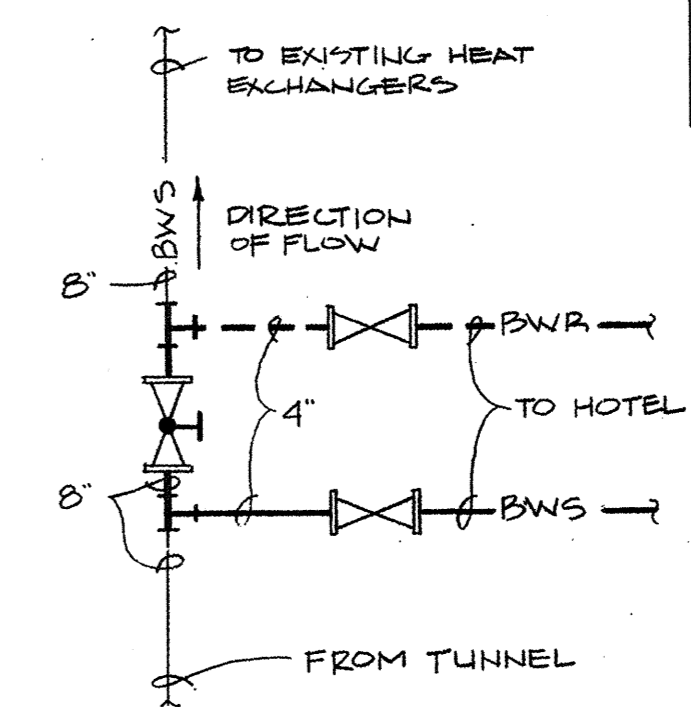 TO EXISTING HEAT
EXCHANGERS
BWS
DIRECTION
OF FLOW
8"
BWR
4"
TO HOTEL
8"
BWS
FROM TUNNEL